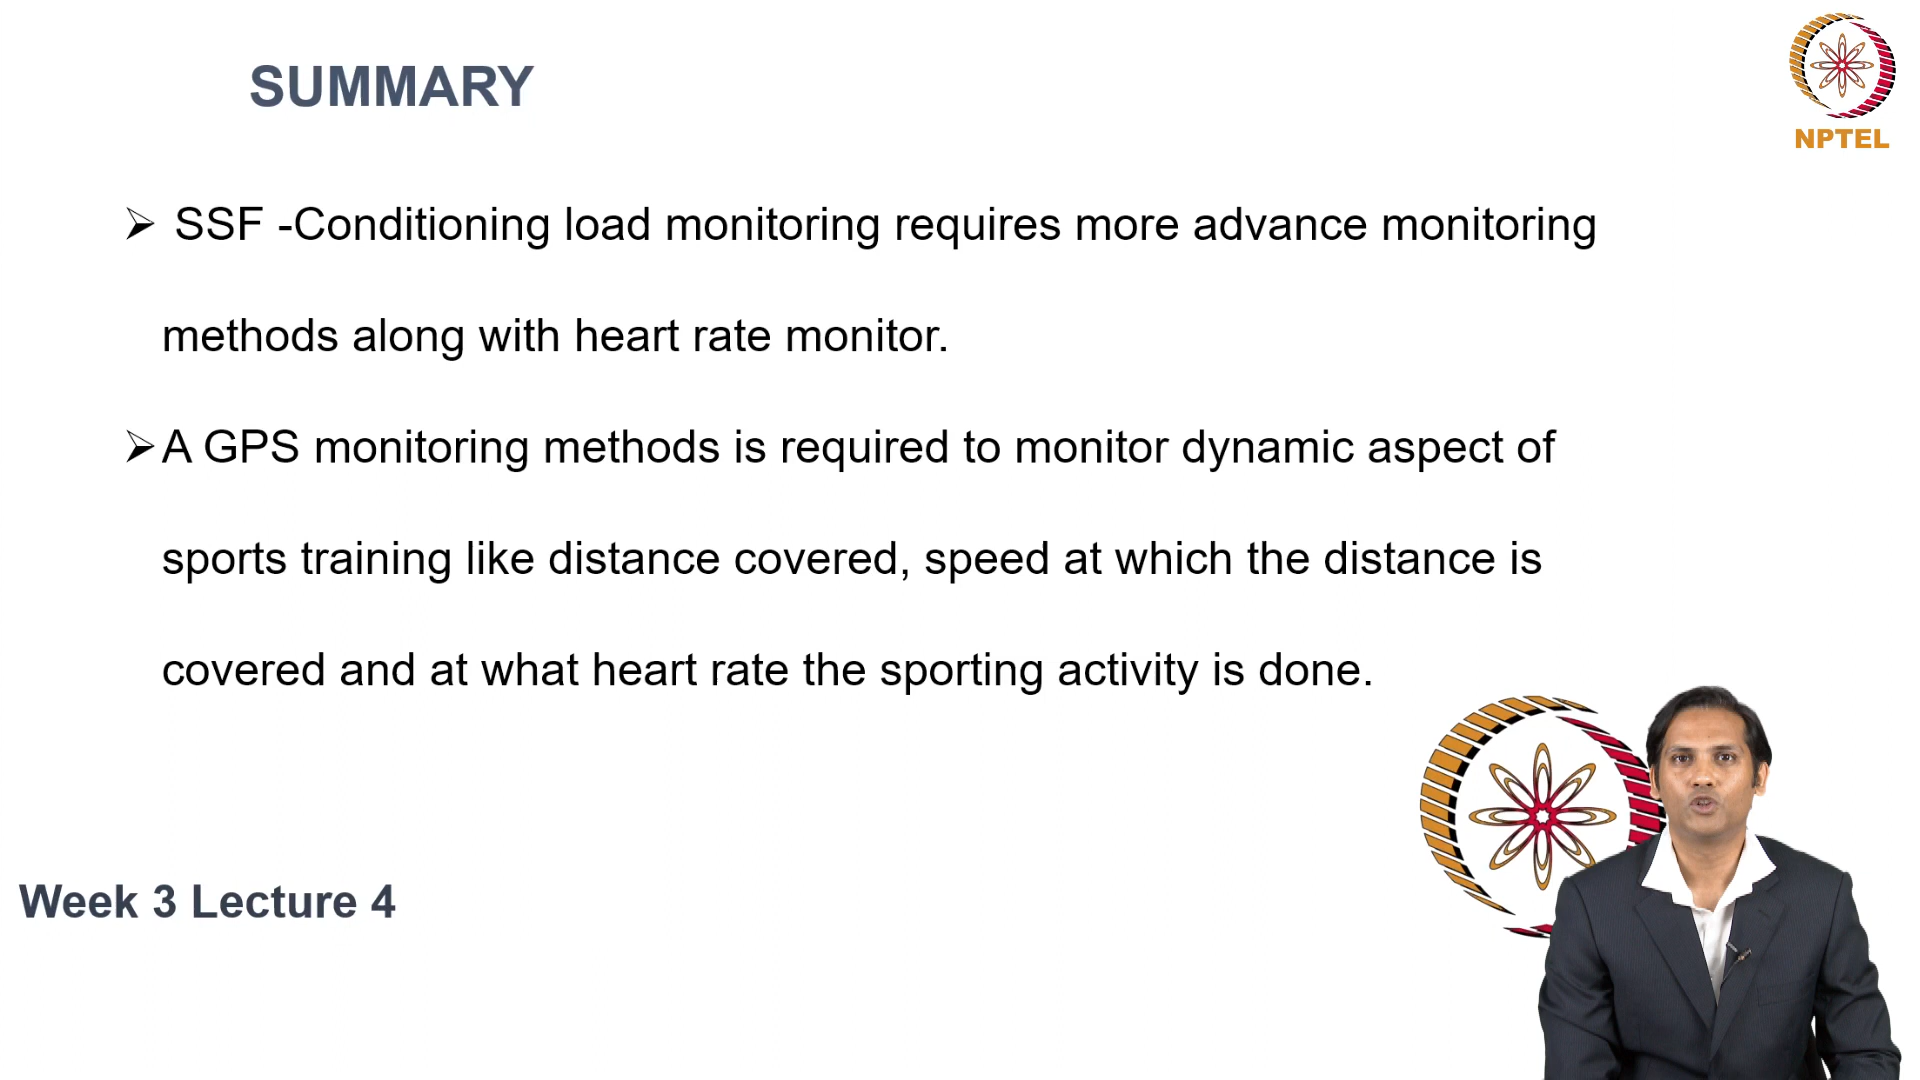 SUMMARY
NPTEL
➢ SSF -Conditioning load monitoring requires more advance monitoring
methods along with heart rate monitor.
➢A GPS monitoring methods is required to monitor dynamic aspect of
sports training like distance covered, speed at which the distance is
covered and at what heart rate the sporting activity is done.
Week 3 Lecture 4